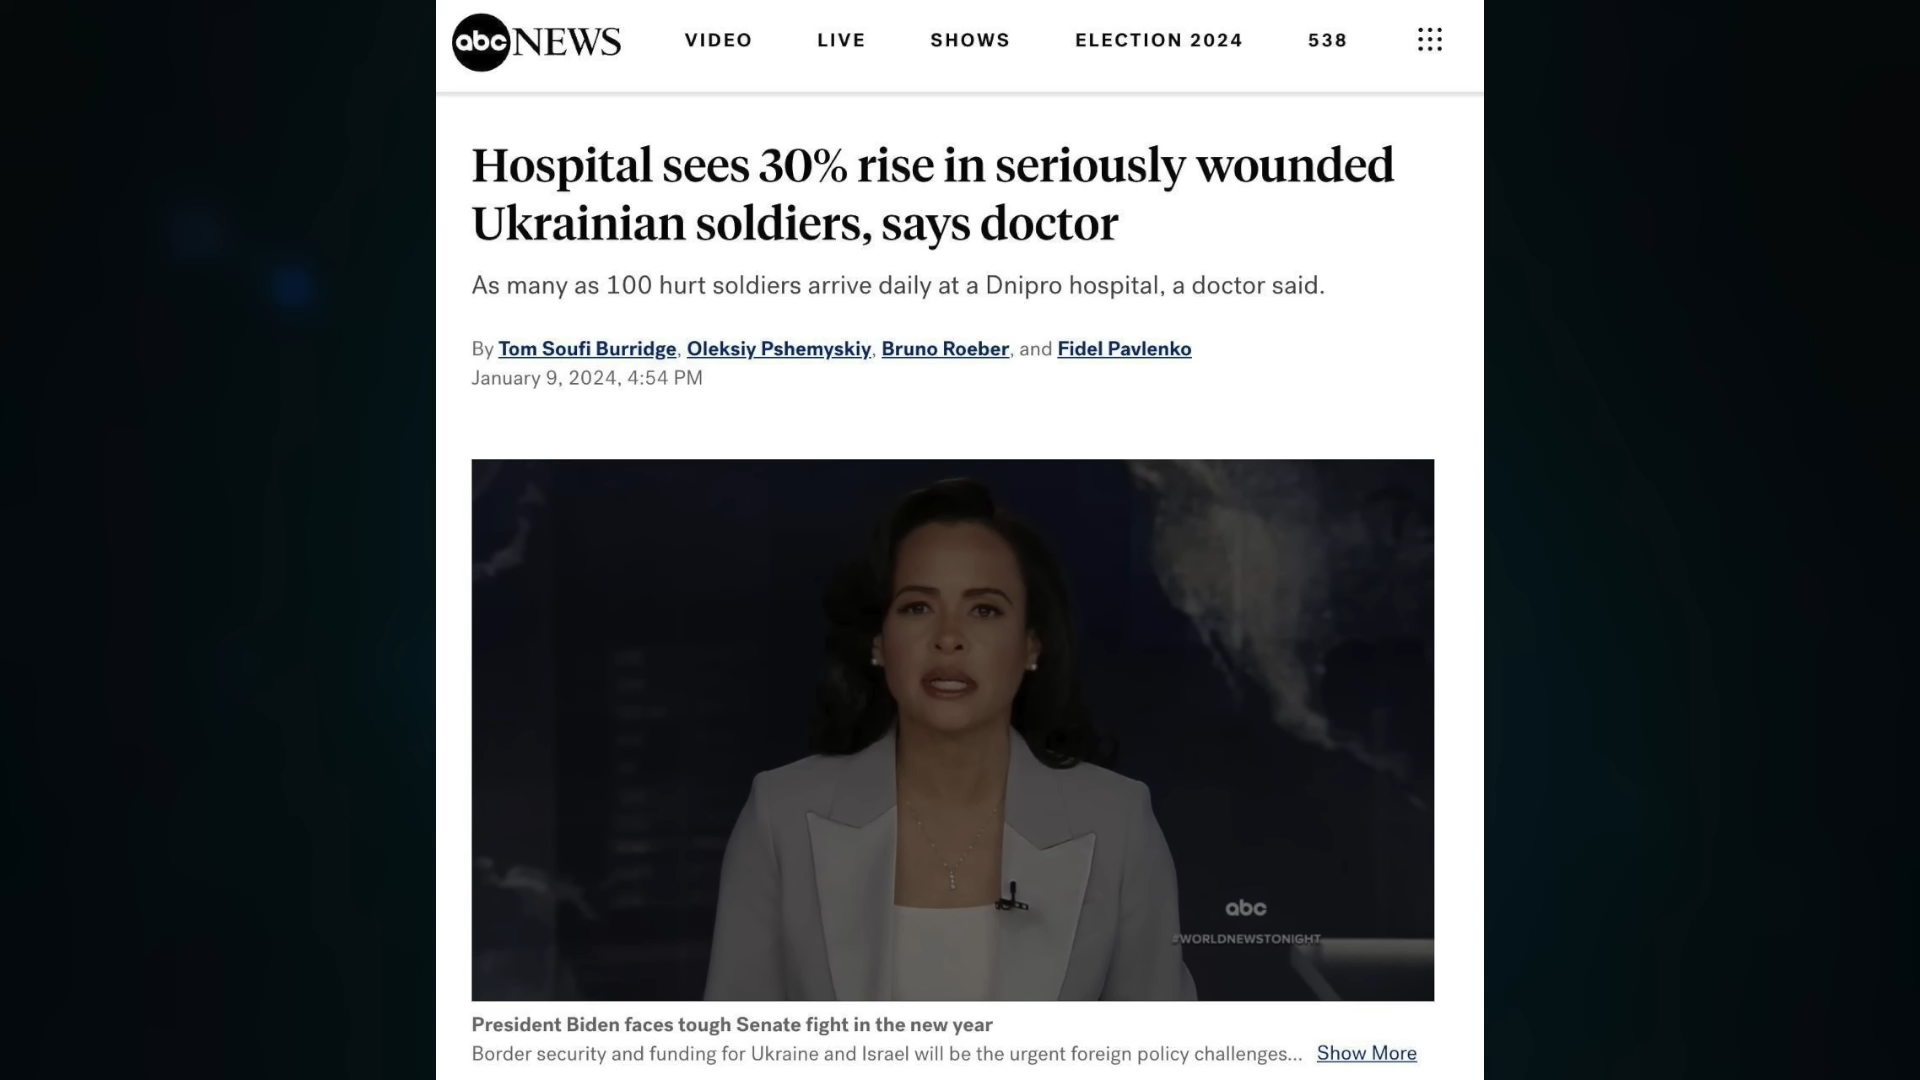 abc NEWS VIDEO LIVE SHOWS ELECTION 2024 538
Hospital sees 30% rise in seriously wounded
Ukrainian soldiers, says doctor
As many as 100 hurt soldiers arrive daily at a Dnipro hospital, a doctor said.
By Tom Soufi Burridge, Oleksiy Pshemyskiy, Bruno Roeber, and Fidel Pavlenko
January 9, 2024, 4:54 PM
abc
#WORLDNEWSTONIGHT
President Biden faces tough Senate fight in the new year
Border security and funding for Ukraine and Israel will be the urgent foreign policy challenges... Show More